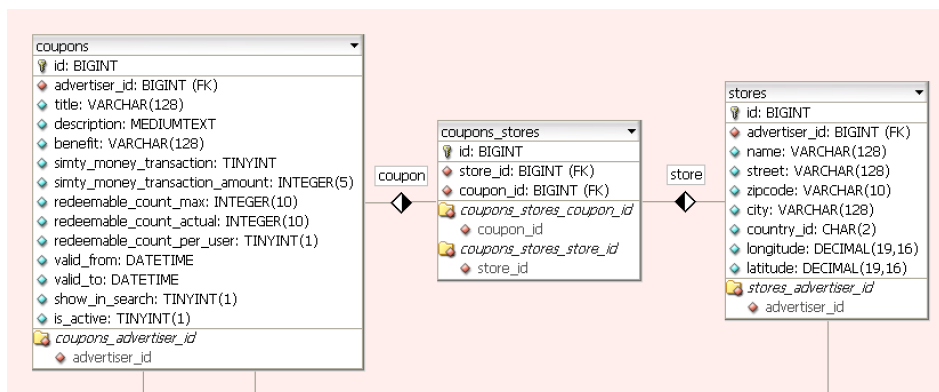 coupons
id: BIGINT
advertiser_id: BIGINT (FK)
title: VARCHAR(128)
description: MEDIUMTEXT
benefit: VARCHAR(128)
simty_money_transaction: TINYINT
simty_money_transaction_amount: INTEGER(5)
redeemable_count_max: INTEGER(10)
redeemable_count_actual: INTEGER(10)
redeemable_count_per_user: TINYINT(1)
valid_from: DATETIME
valid_to: DATETIME
show_in_search: TINYINT(1)
is_active: TINYINT(1)
coupons_advertiser_id
advertiser_id
coupon
coupons_stores
id: BIGINT
store_id: BIGINT (FK)
coupon_id: BIGINT (FK)
coupons_stores_coupon_id
coupon_id
coupons_stores_store_id
store_id
store
stores
id: BIGINT
advertiser_id: BIGINT (FK)
name: VARCHAR(128)
street: VARCHAR(128)
zipcode: VARCHAR(10)
city: VARCHAR(128)
country_id: CHAR(2)
longitude: DECIMAL(19,16)
latitude: DECIMAL(19,16)
stores_advertiser_id
advertiser_id